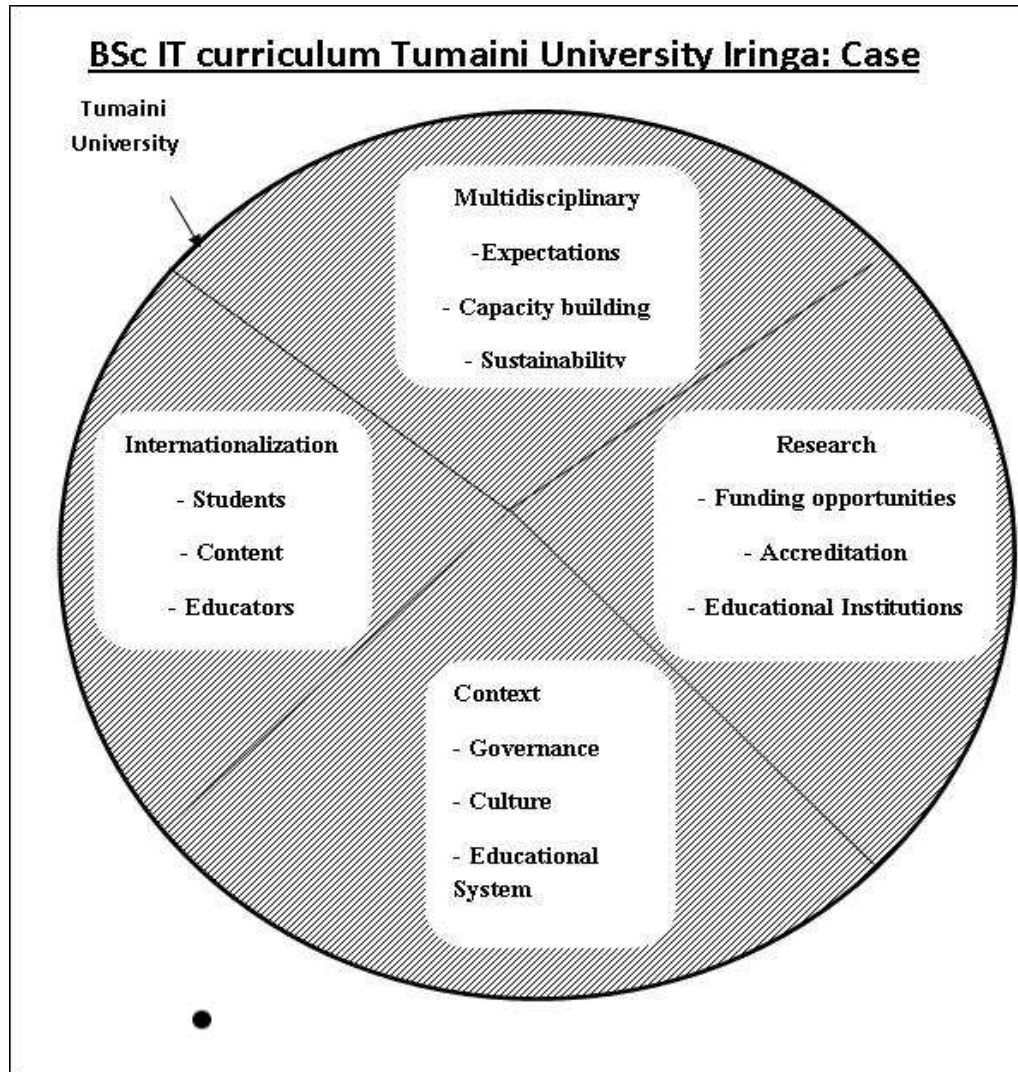 BSc IT curriculum Tumaini University Iringa: Case
Tumaini
University
Multidisciplinary
-Expectations
- Capacity building
- Sustainability
Internationalization
- Students
- Content
- Educators
Research
- Funding opportunities
- Accreditation
- Educational Institutions
Context
- Governance
- Culture
- Educational
System